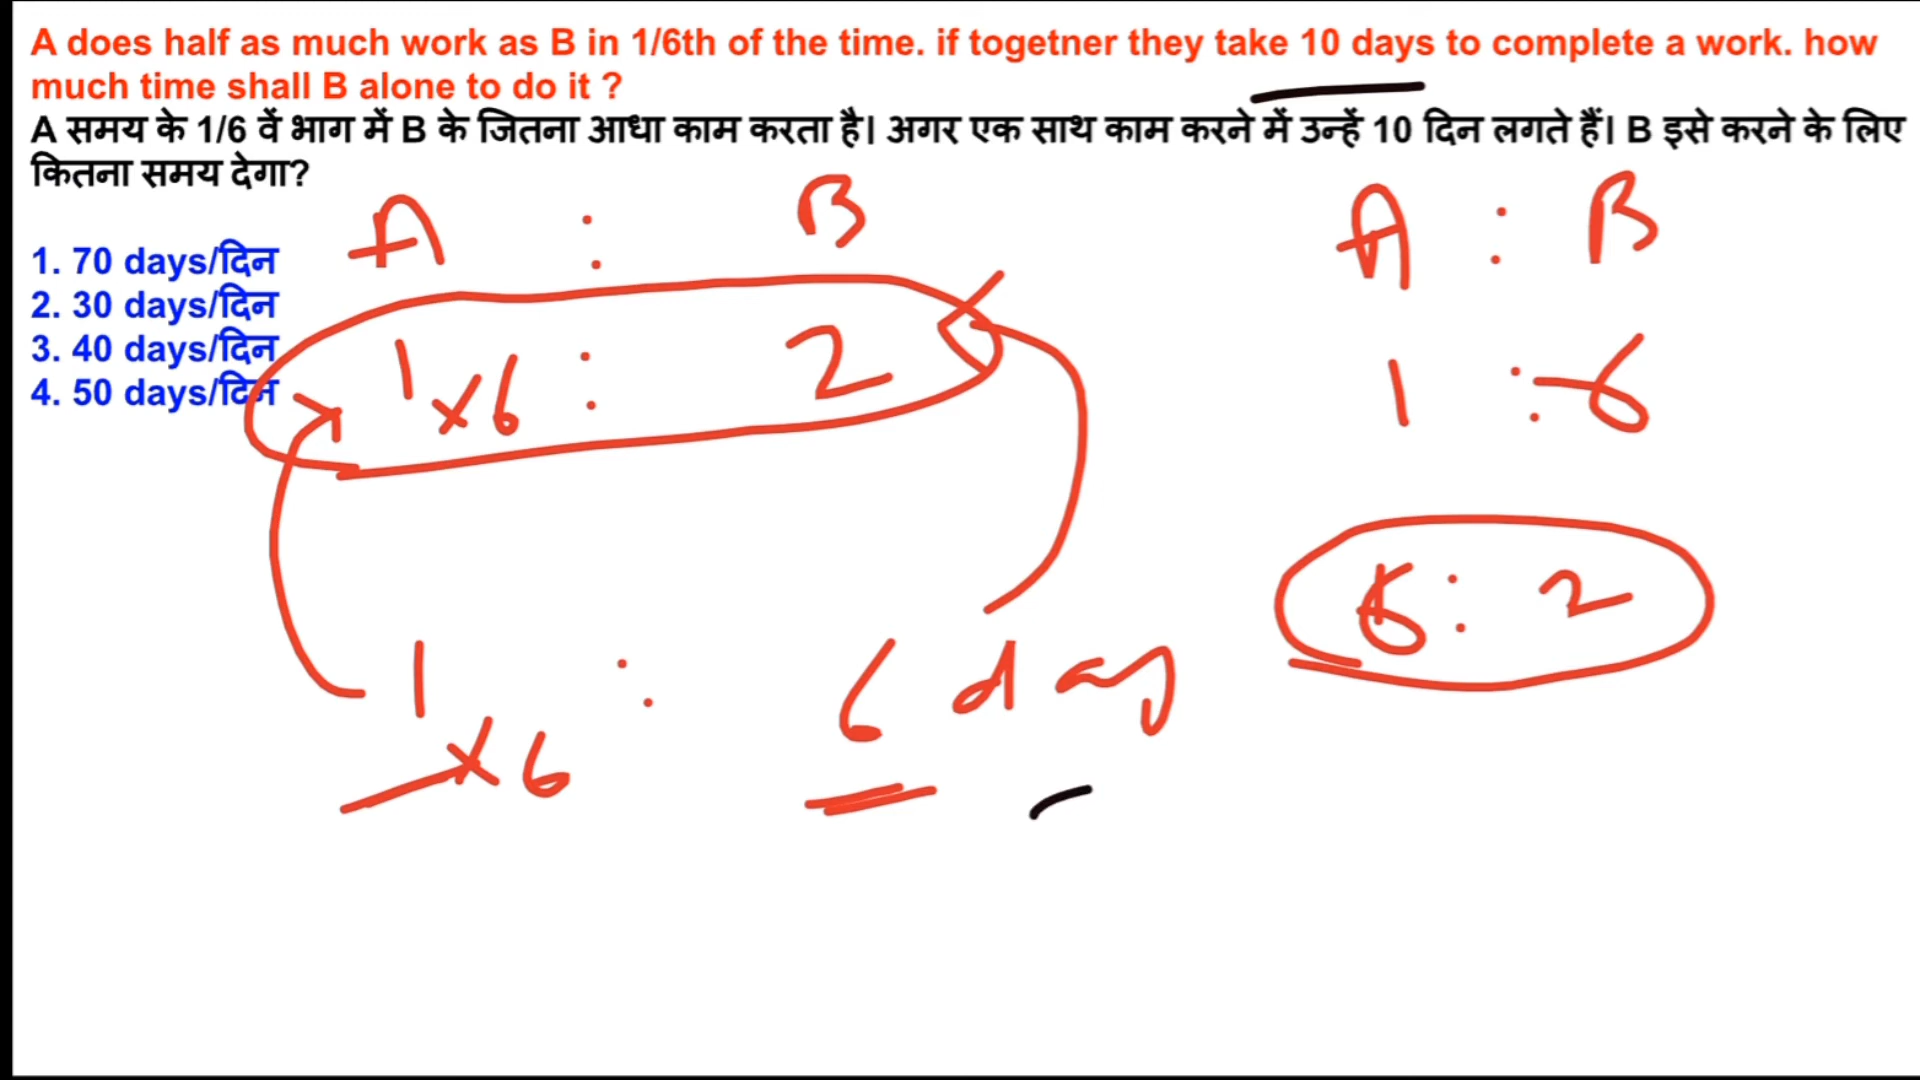 A does half as much work as B in 1/6th of the time. if togetner they take 10 days to complete a work. how
much time shall B alone to do it ?
A समय के 1/6 वें भाग में B के जितना आधा काम करता है। अगर एक साथ काम करने में उन्हें 10 दिन लगते हैं। B इसे करने के लिए
कितना समय देगा?
A : B
A : B
1. 70 days/दिन
2. 30 days/दिन
3. 40 days/दिन
4. 50 days/दिन
1 x 6 : 2
1 : 6
6 : 2
1 : 6 day
x 6